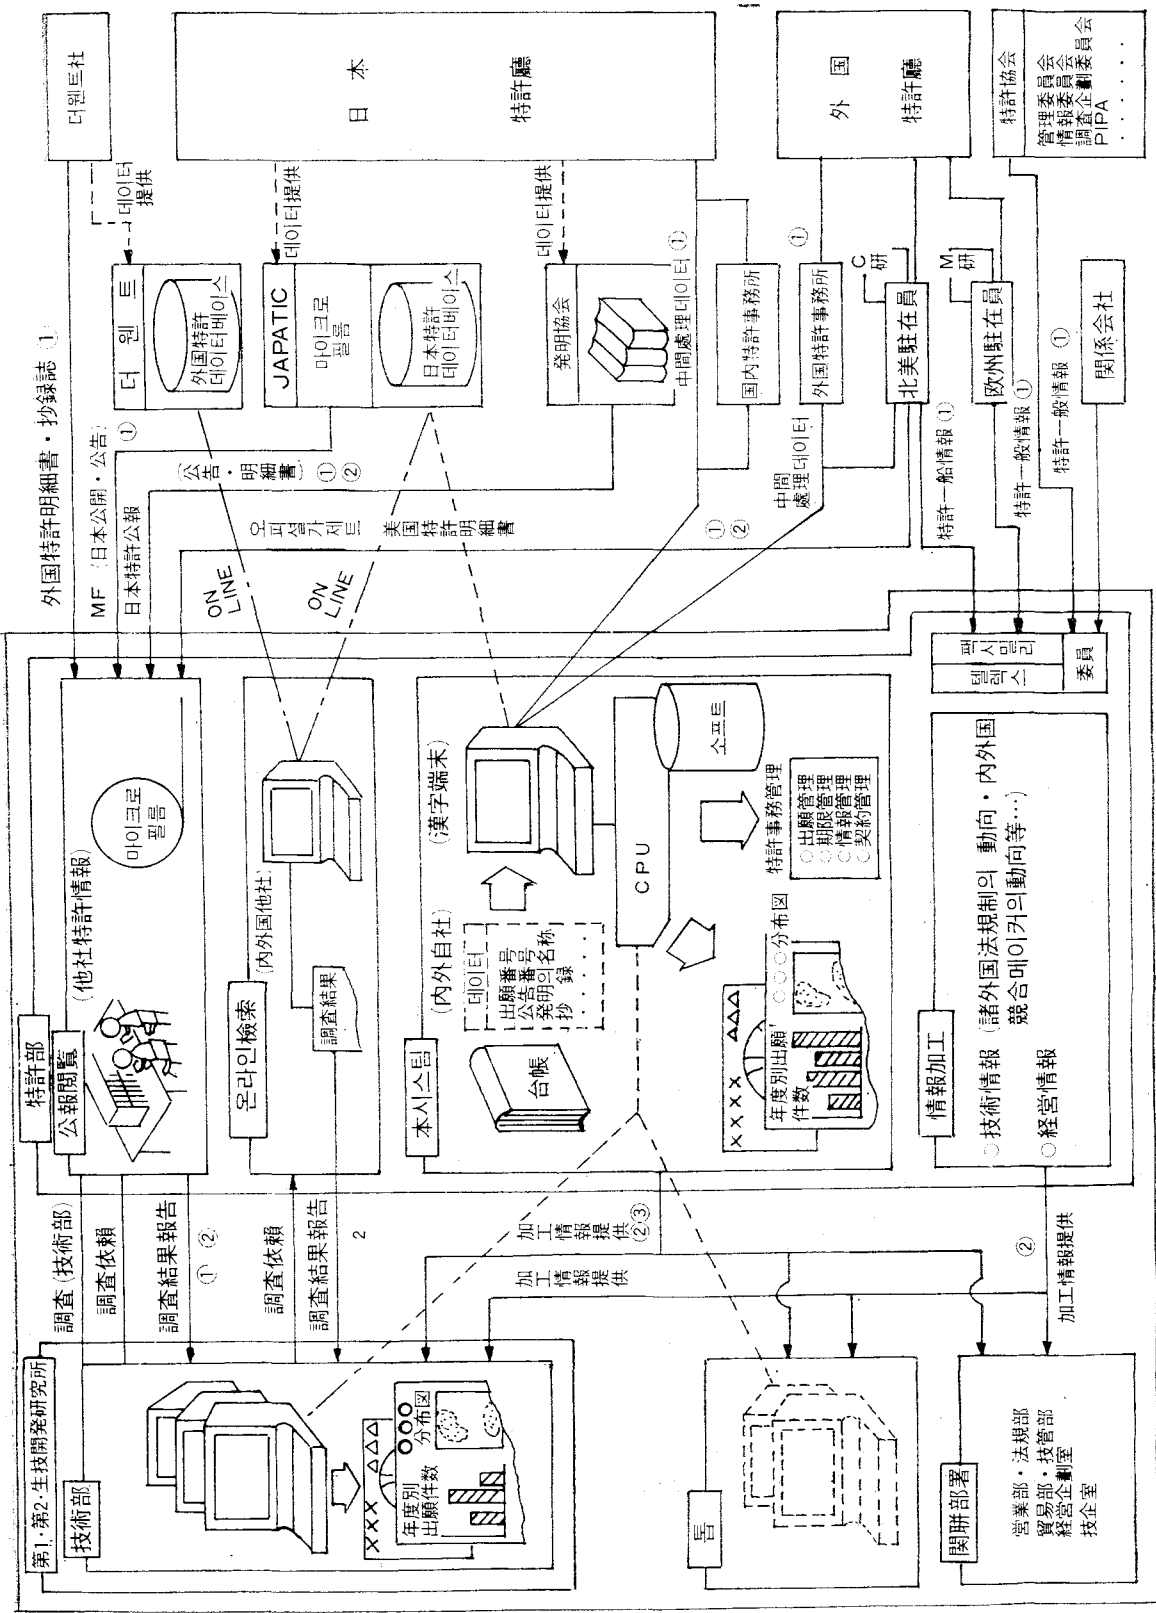 더웬트社
日本
特許廳
外国
特許廳
特許協会
管理委員会
情報委員会
調査企劃委員会
PIPA
· · · · ·
데이터
提供
데이터提供
데이터提供
더웬트
外国特許
데이터베이스
JAPATIC
마이크로
필름
日本特許
데이터베이스
発明協会
中間處理데이터 ①
国内特許事務所
外国特許事務所
①
C研
北美駐在員
M研
欧州駐在員
関係会社
外国特許明細書・抄録誌 ①
MF (日本公開・公告) ①
日本特許公報
(公告・明細書)
①
②
오피셜가제트
美国特許明細書
①
②
中間
處理데이터
特許一船情報 ①
特許一般情報 ①
特許一般情報 ①
ON
LINE
ON
LINE
特許部
公報閲覧
(他社特許情報)
마이크로
필름
온라인檢索
(內外国他社)
調査結果
本시스팀
(內外自社)
(漢字端末)
台帳
데이터
出願番号
公告番号
発明의名称
抄 録
· · · · ·
CPU
소프트
特許事務管理
○出願管理
○期限管理
○情報管理
○契約管理
××××
△△△
年度別出願
件数
○○○分布図
팩시밀리
텔렉스
委員
情報加工
○技術情報 (諸外国法規制의 動向・内外国
競合메이커의動向等…)
○経営情報
調査(技術部)
調査依賴
調査結果報告
① ②
調査依賴
調査結果報告
2
加工情報提供
②③
加工情報提供
②
加工情報提供
第1・第2・生技開発研究所
技術部
×××
△△△
年度別
出願件数
○○○
分布図
톱
関聯部署
営業部・法規部
貿易部・技管部
経営企劃室
技企室